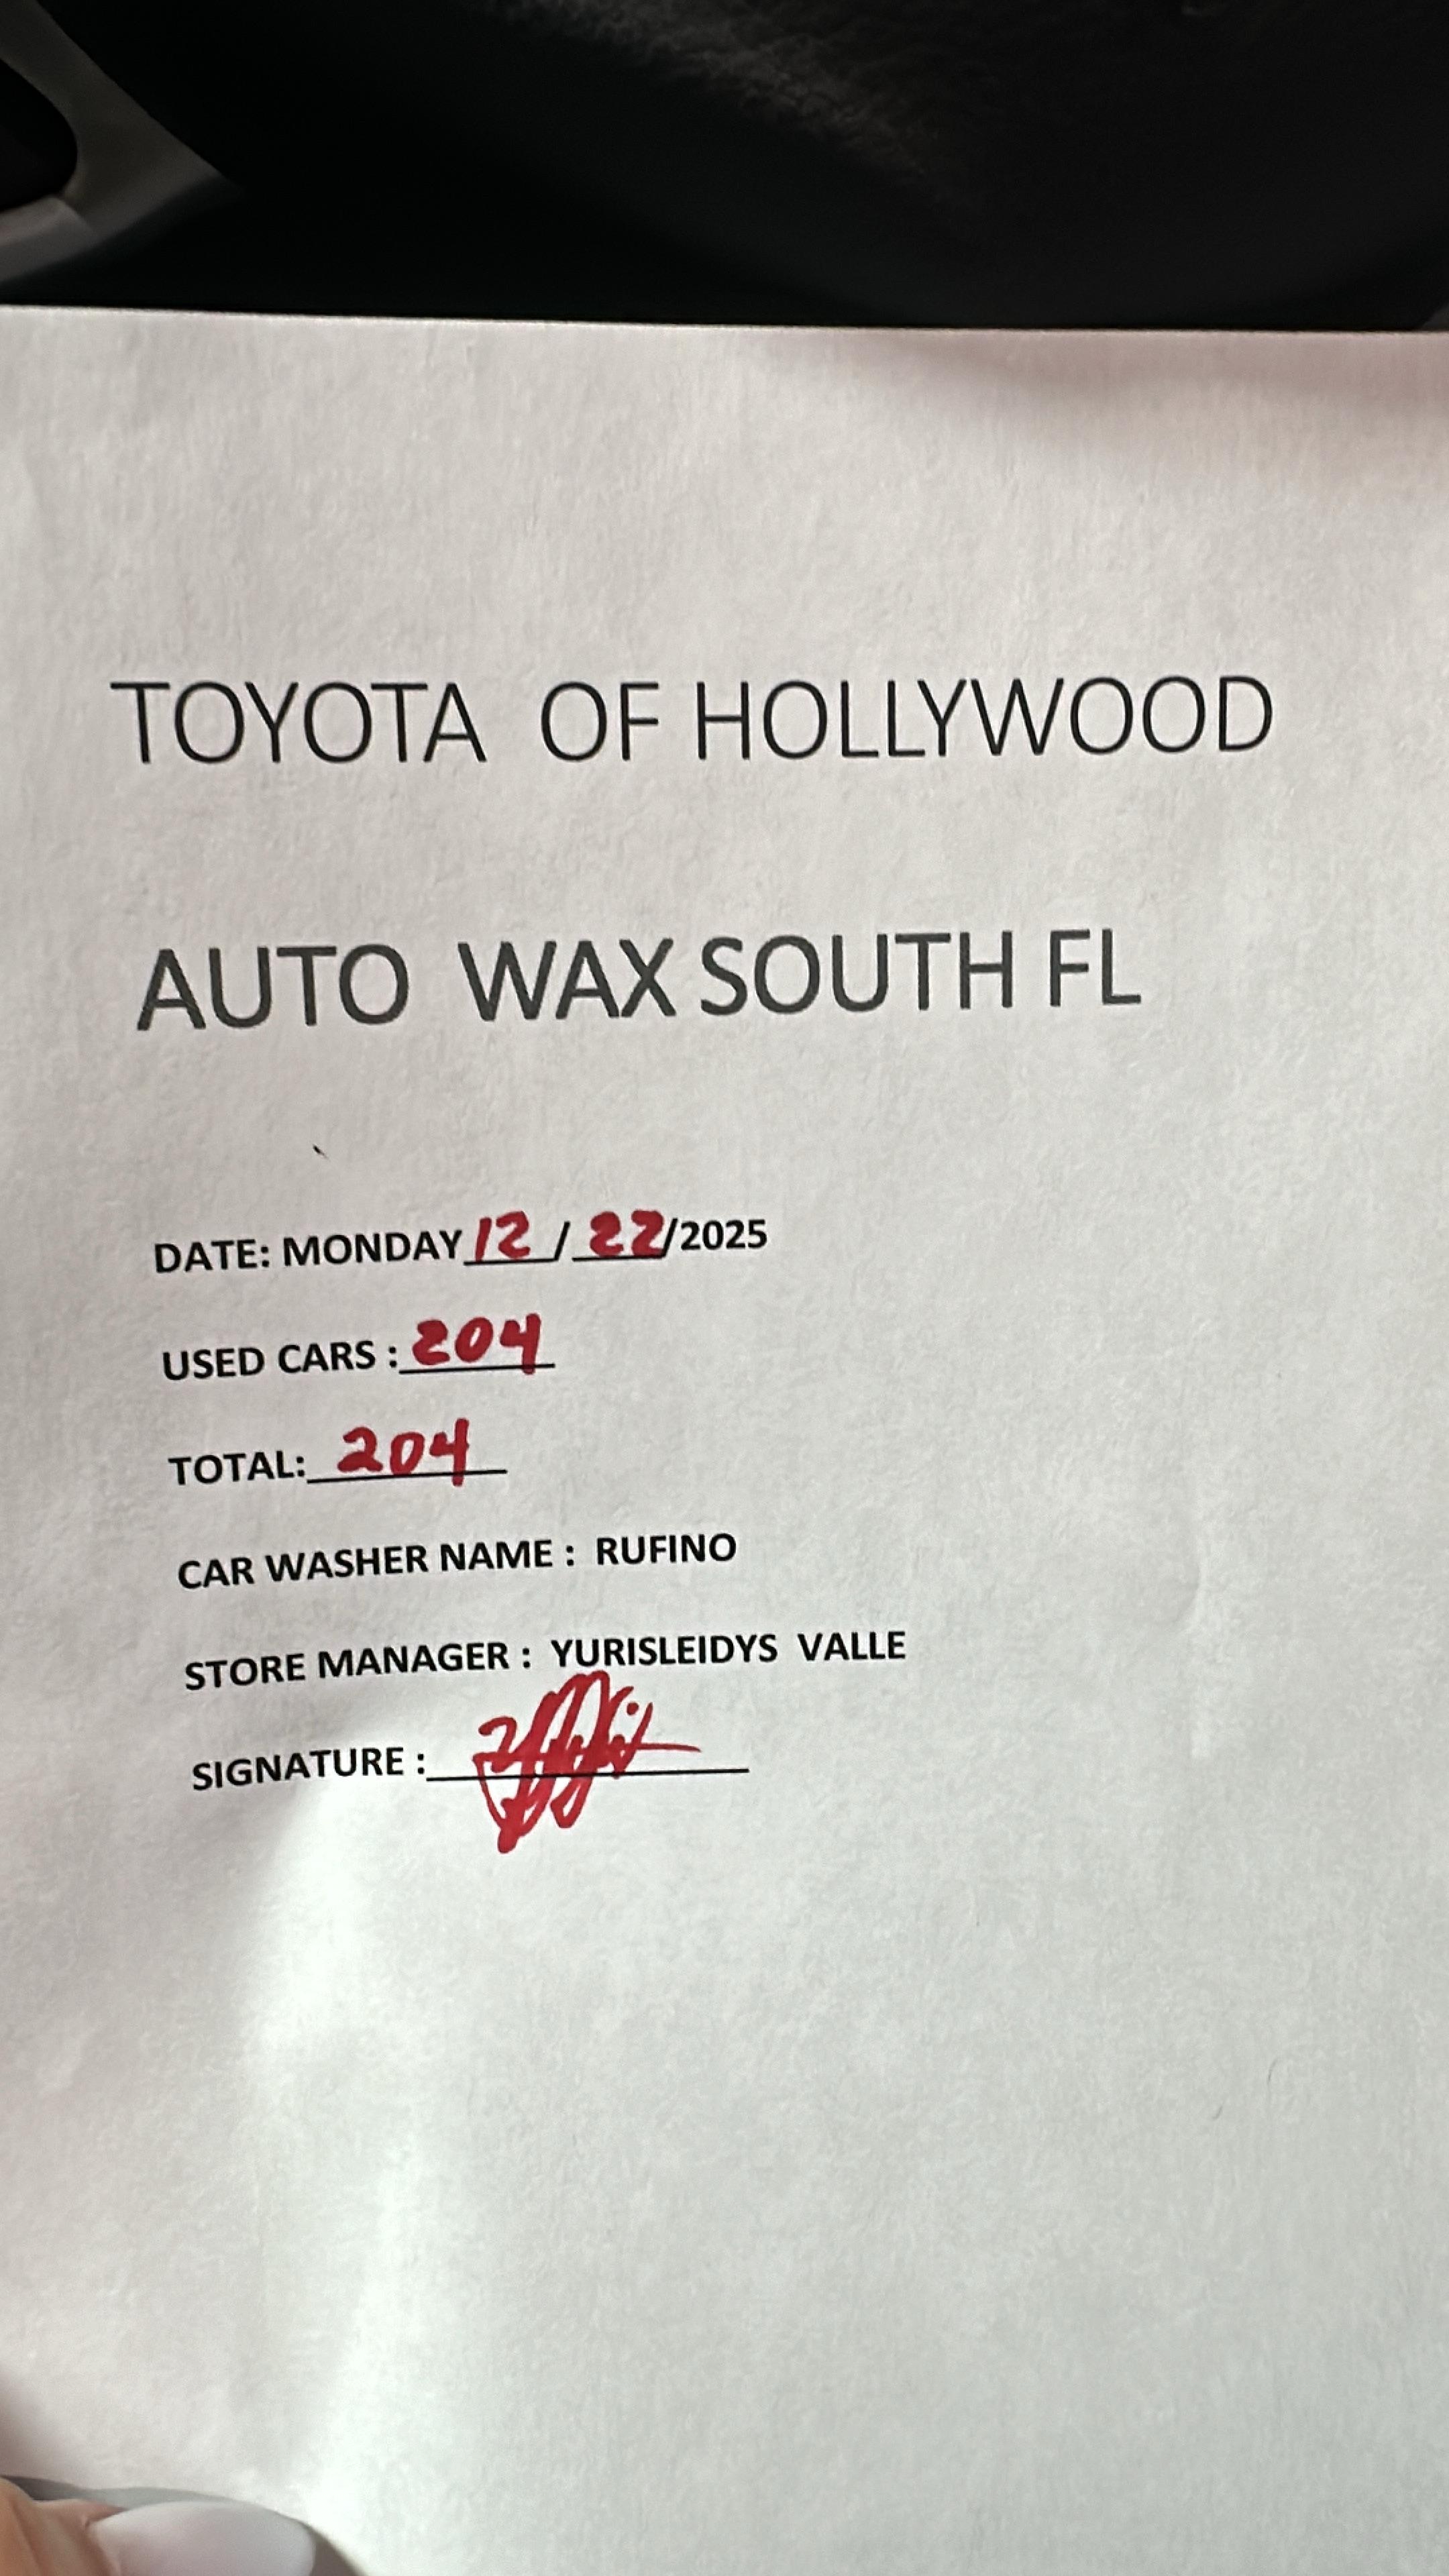 TOYOTA OF HOLLYWOOD
AUTO WAX SOUTH FL
DATE: MONDAY 12 / 22/2025
USED CARS : 204
TOTAL: 204
CAR WASHER NAME : RUFINO
STORE MANAGER : YURISLEIDYS VALLE
SIGNATURE :